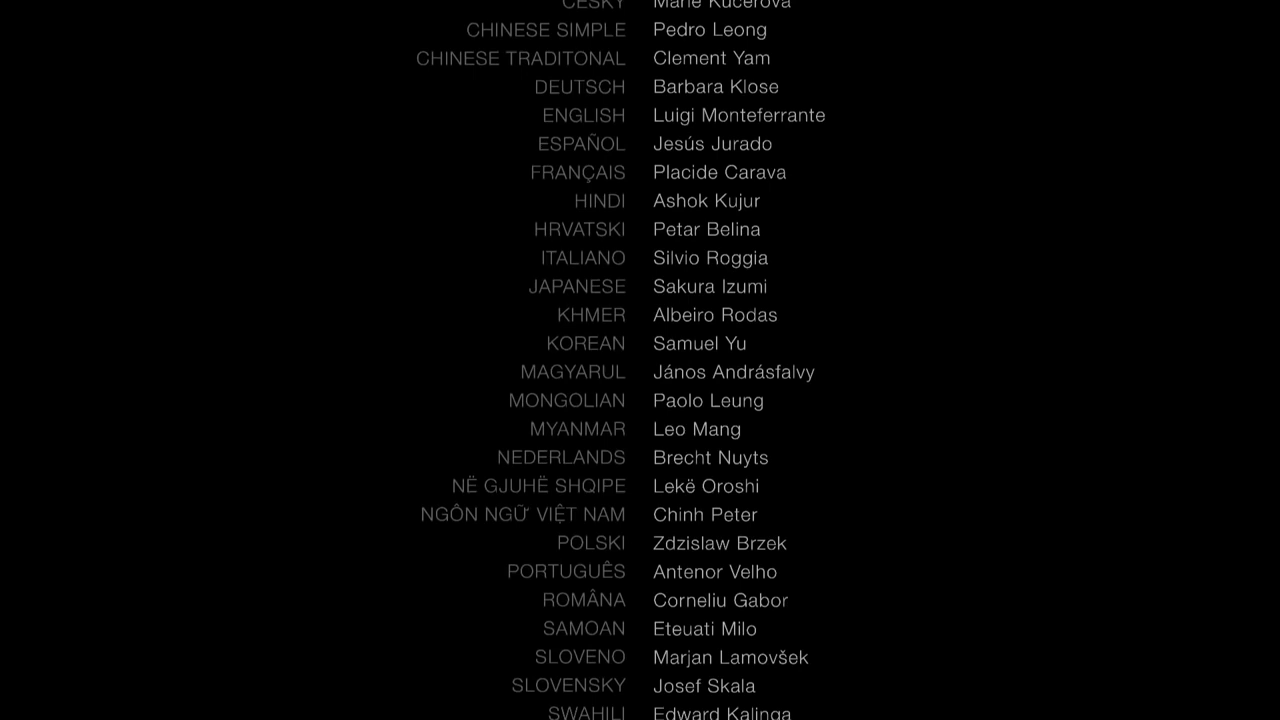 ČESKÝ Marie Kučerová
CHINESE SIMPLE Pedro Leong
CHINESE TRADITONAL Clement Yam
DEUTSCH Barbara Klose
ENGLISH Luigi Monteferrante
ESPAÑOL Jesús Jurado
FRANÇAIS Placide Carava
HINDI Ashok Kujur
HRVATSKI Petar Belina
ITALIANO Silvio Roggia
JAPANESE Sakura Izumi
KHMER Albeiro Rodas
KOREAN Samuel Yu
MAGYARUL János Andrásfalvy
MONGOLIAN Paolo Leung
MYANMAR Leo Mang
NEDERLANDS Brecht Nuyts
NË GJUHË SHQIPE Lekë Oroshi
NGÔN NGỮ VIỆT NAM Chinh Peter
POLSKI Zdzislaw Brzek
PORTUGUÊS Antenor Velho
ROMÂNA Corneliu Gabor
SAMOAN Eteuati Milo
SLOVENO Marjan Lamovšek
SLOVENSKY Josef Skala
SWAHILI Edward Kalinga